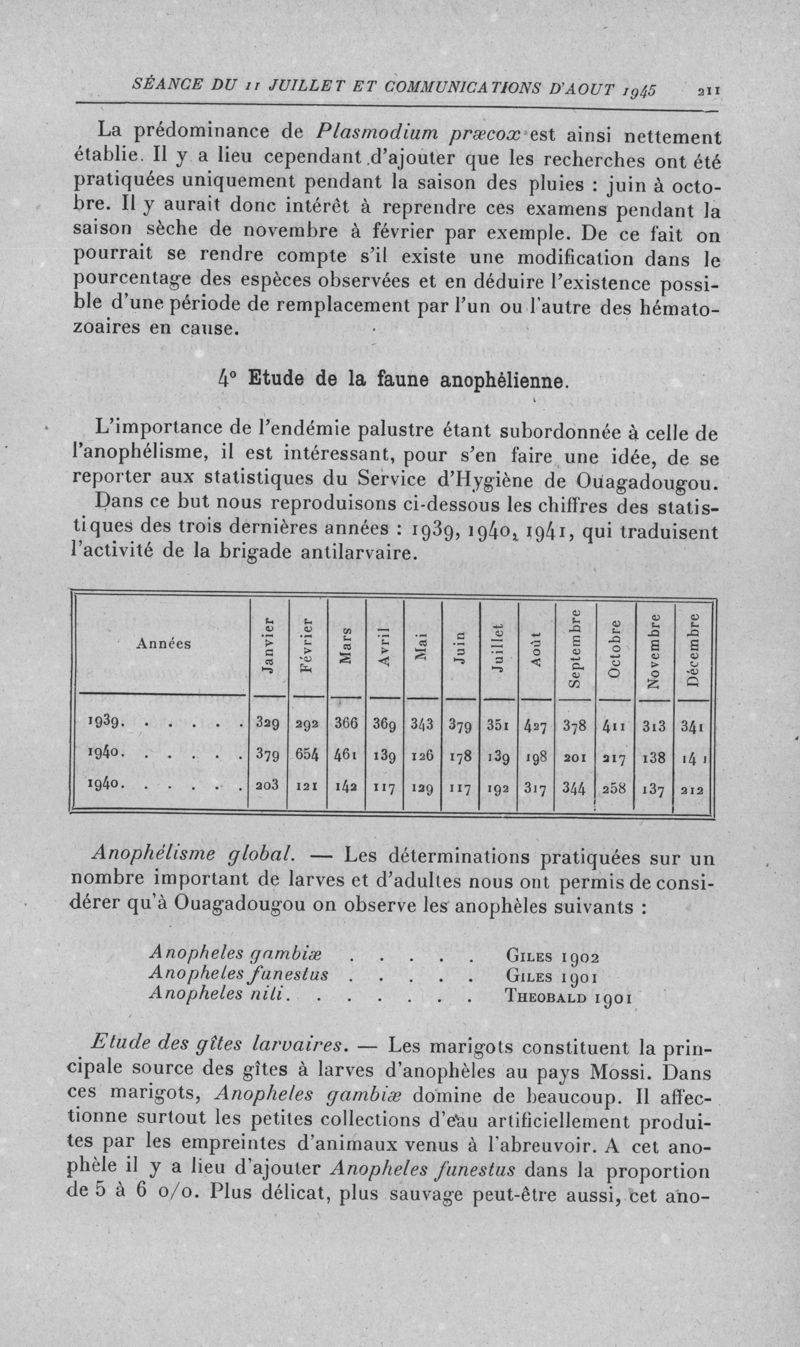 SÉANCE DU 11 JUILLET ET COMMUNICATIONS D'AOUT 1945 211
La prédominance de Plasmodium præcox est ainsi nettement
établie. Il y a lieu cependant d'ajouter que les recherches ont été
pratiquées uniquement pendant la saison des pluies : juin à octo-
bre. Il y aurait donc intérêt à reprendre ces examens pendant la
saison sèche de novembre à février par exemple. De ce fait on
pourrait se rendre compte s'il existe une modification dans le
pourcentage des espèces observées et en déduire l'existence possi-
ble d'une période de remplacement par l'un ou l'autre des hémato-
zoaires en cause.
4° Etude de la faune anophélienne.
L'importance de l'endémie palustre étant subordonnée à celle de
l'anophélisme, il est intéressant, pour s'en faire une idée, de se
reporter aux statistiques du Service d'Hygiène de Ouagadougou.
Dans ce but nous reproduisons ci-dessous les chiffres des statis-
tiques des trois dernières années : 1939, 1940, 1941, qui traduisent
l'activité de la brigade antilarvaire.
Années Janvier Février Mars Avril Mai Juin Juillet Août Septembre Octobre Novembre Décembre
1939. . . . . . 329 292 366 369 343 379 351 427 378 411 313 341
1940. . . . . . 379 654 461 139 126 178 139 198 201 217 138 141
1940. . . . . . 203 121 142 117 129 117 192 317 344 258 137 212
Anophélisme global. — Les déterminations pratiquées sur un
nombre important de larves et d'adultes nous ont permis de consi-
dérer qu'à Ouagadougou on observe les anophèles suivants :
Anopheles gambiæ . . . . . GILES 1902
Anopheles funestus . . . . . GILES 1901
Anopheles nili. . . . . . . THEOBALD 1901
Etude des gîtes larvaires. — Les marigots constituent la prin-
cipale source des gîtes à larves d'anophèles au pays Mossi. Dans
ces marigots, Anopheles gambiæ domine de beaucoup. Il affec-
tionne surtout les petites collections d'eau artificiellement produi-
tes par les empreintes d'animaux venus à l'abreuvoir. A cet ano-
phèle il y a lieu d'ajouter Anopheles funestus dans la proportion
de 5 à 6 o/o. Plus délicat, plus sauvage peut-être aussi, cet ano-